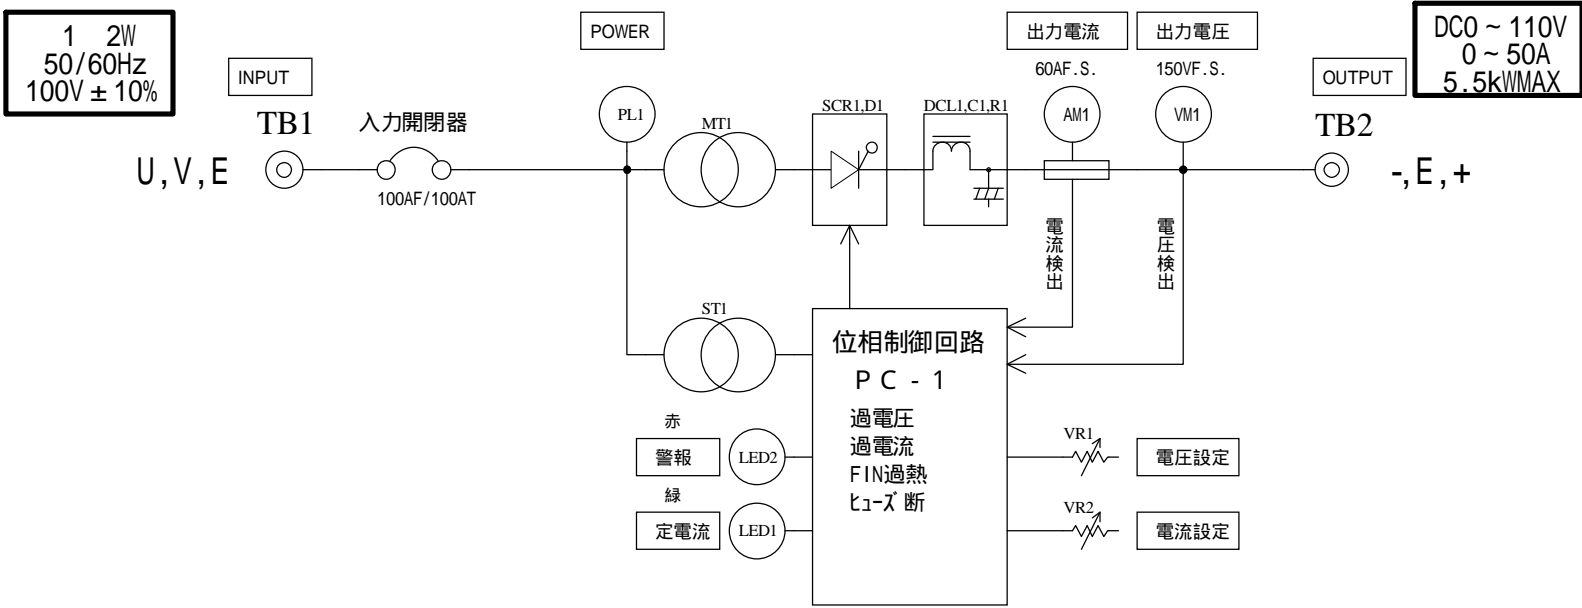 1 2W
50/60Hz
100V±10%
INPUT
TB1
U,V,E
入力開閉器
100AF/100AT
POWER
PL1
MT1
SCR1,D1
DCL1,C1,R1
出力電流
60AF.S.
AM1
出力電圧
150VF.S.
VM1
OUTPUT
TB2
-,E,+
DC0~110V
0~50A
5.5kWMAX
電流検出
電圧検出
ST1
位相制御回路
PC-1
過電圧
過電流
FIN過熱
ヒューズ断
赤
警報
LED2
緑
定電流
LED1
VR1
電圧設定
VR2
電流設定